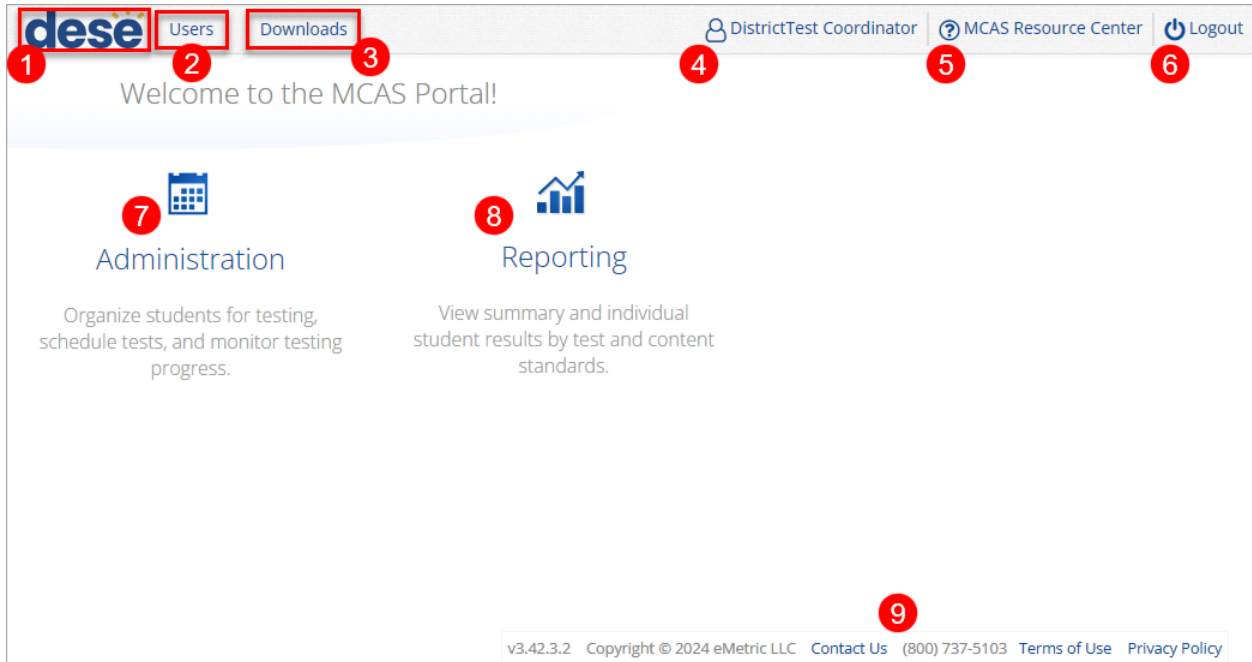 dese Users Downloads DistrictTest Coordinator MCAS Resource Center Logout
1 2 3 4 5 6
Welcome to the MCAS Portal!
7 8
Administration Reporting
Organize students for testing,
schedule tests, and monitor testing
progress.
View summary and individual
student results by test and content
standards.
9
v3.42.3.2 Copyright © 2024 eMetric LLC Contact Us (800) 737-5103 Terms of Use Privacy Policy